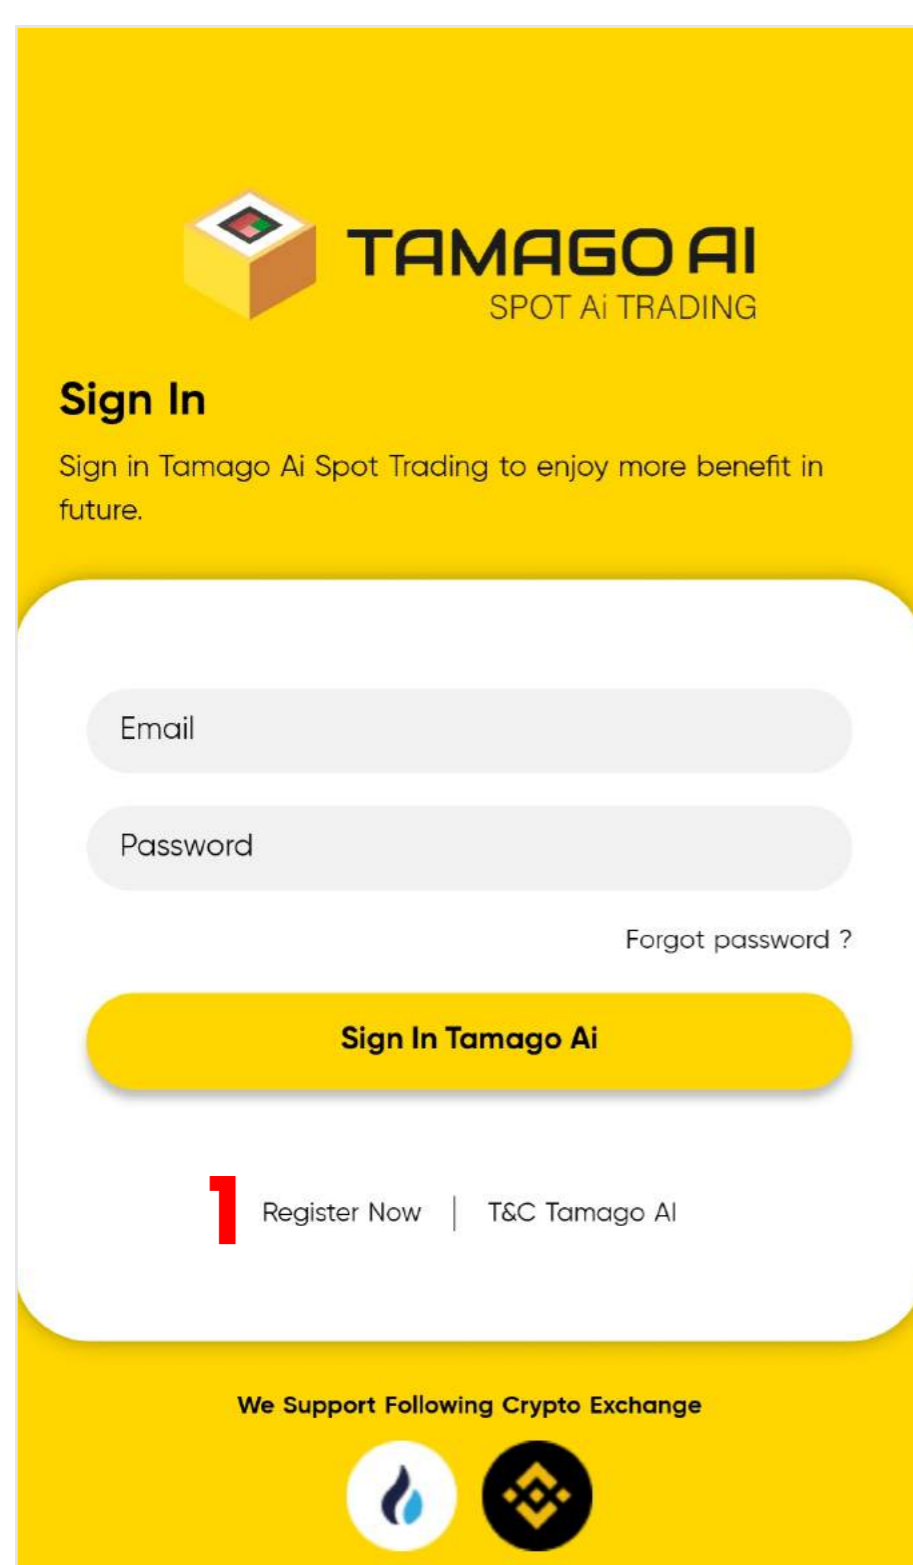 TAMAGO AI
SPOT Ai TRADING
Sign In
Sign in Tamago Ai Spot Trading to enjoy more benefit in
future.
Email
Password
Forgot password ?
Sign In Tamago Ai
1 Register Now | T&C Tamago AI
We Support Following Crypto Exchange